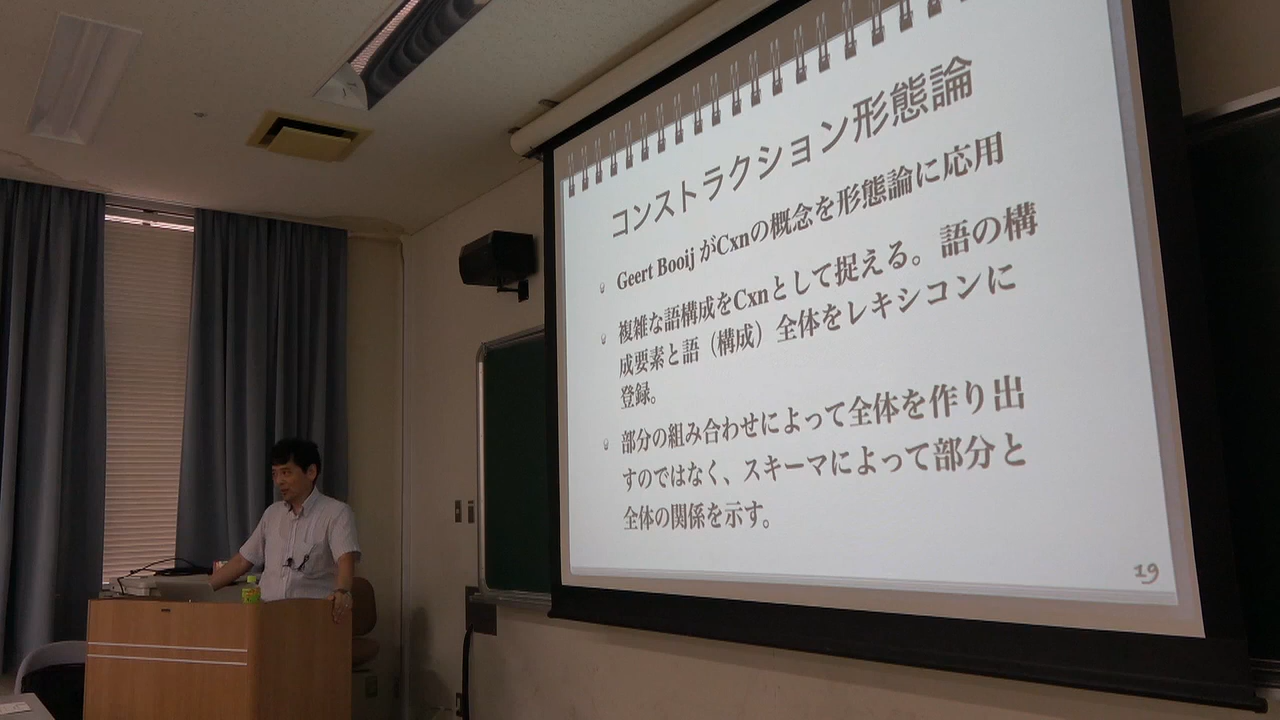 コンストラクション形態論
Geert Booij がCxnの概念を形態論に応用
複雑な語構成をCxnとして捉える。語の構
成要素と語（構成）全体をレキシコンに
登録。
部分の組み合わせによって全体を作り出
すのではなく、スキーマによって部分と
全体の関係を示す。
19